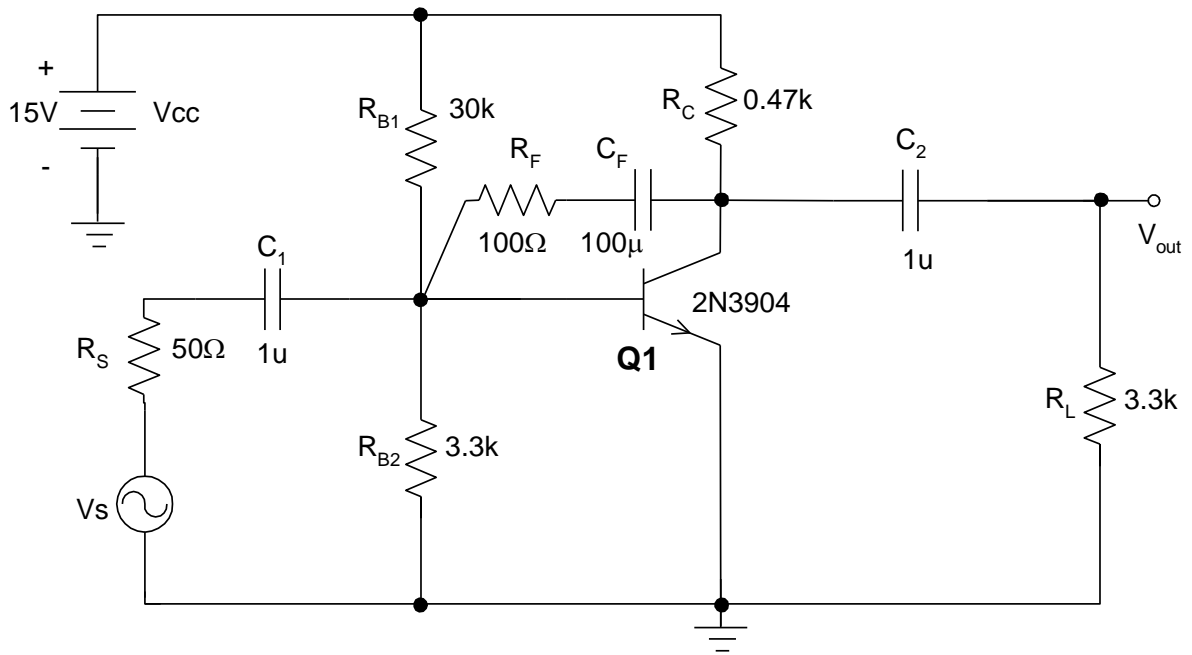 +
15V
Vcc
-
R_B1
30k
R_C
0.47k
R_F
100Ω
C_F
100µ
C_2
1u
V_out
C_1
1u
2N3904
Q1
R_S
50Ω
R_B2
3.3k
R_L
3.3k
Vs